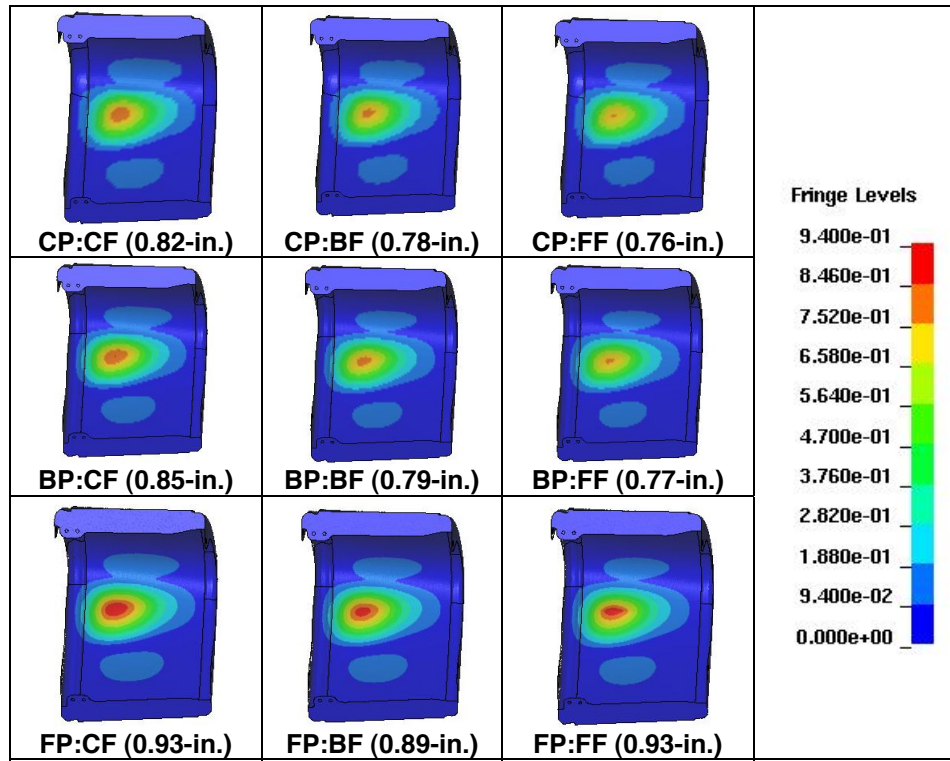 CP:CF (0.82-in.)
CP:BF (0.78-in.)
CP:FF (0.76-in.)
BP:CF (0.85-in.)
BP:BF (0.79-in.)
BP:FF (0.77-in.)
FP:CF (0.93-in.)
FP:BF (0.89-in.)
FP:FF (0.93-in.)
Fringe Levels
9.400e-01
8.460e-01
7.520e-01
6.580e-01
5.640e-01
4.700e-01
3.760e-01
2.820e-01
1.880e-01
9.400e-02
0.000e+00